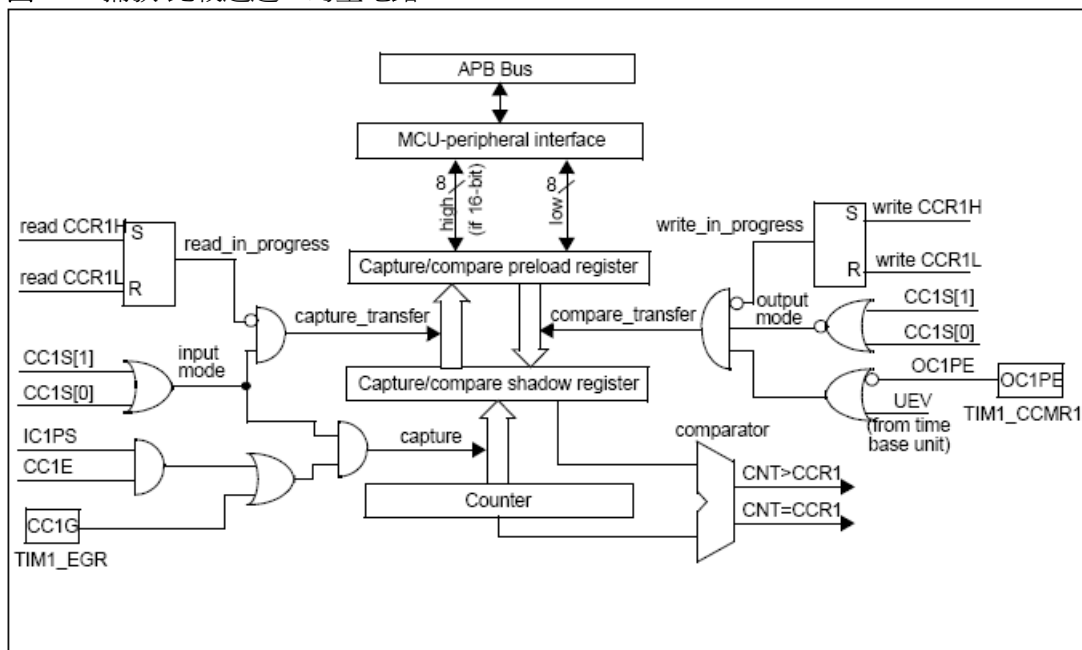 APB Bus
MCU-peripheral interface
8
high
(if 16-bit)
8
low
read CCR1H
S
read_in_progress
read CCR1L
R
write_in_progress
S
write CCR1H
R
write CCR1L
Capture/compare preload register
capture_transfer
compare_transfer
output
mode
CC1S[1]
CC1S[0]
CC1S[1]
CC1S[0]
input
mode
Capture/compare shadow register
OC1PE
OC1PE
UEV
(from time
base unit)
TIM1_CCMR1
IC1PS
CC1E
capture
comparator
Counter
CNT>CCR1
CNT=CCR1
CC1G
TIM1_EGR